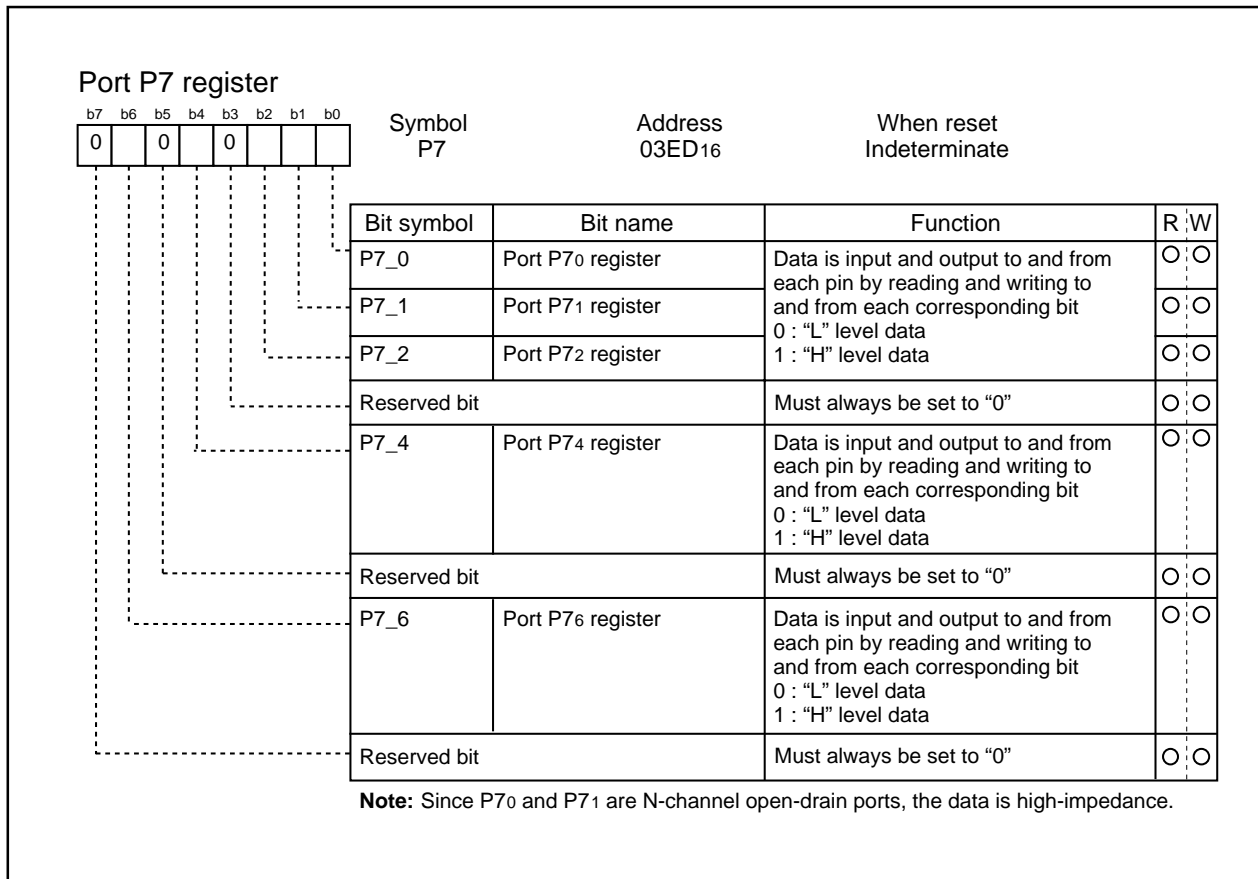 Port P7 register
b7 b6 b5 b4 b3 b2 b1 b0
0 0 0
Symbol Address When reset
P7 03ED16 Indeterminate
Bit symbol Bit name Function R W
P7_0 Port P70 register Data is input and output to and from
each pin by reading and writing to
P7_1 Port P71 register and from each corresponding bit
0 : “L” level data
P7_2 Port P72 register 1 : “H” level data
Reserved bit Must always be set to “0”
P7_4 Port P74 register Data is input and output to and from
each pin by reading and writing to
and from each corresponding bit
0 : “L” level data
1 : “H” level data
Reserved bit Must always be set to “0”
P7_6 Port P76 register Data is input and output to and from
each pin by reading and writing to
and from each corresponding bit
0 : “L” level data
1 : “H” level data
Reserved bit Must always be set to “0”
Note: Since P70 and P71 are N-channel open-drain ports, the data is high-impedance.